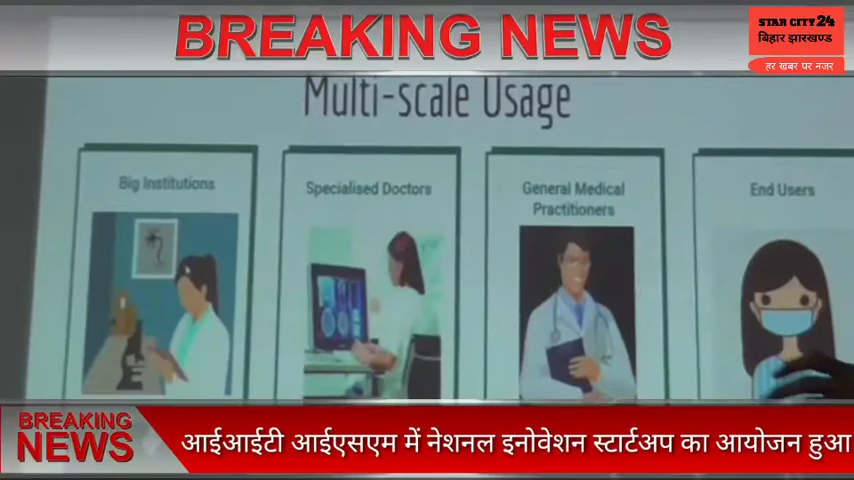 BREAKING NEWS
STAR CITY 24
बिहार झारखण्ड
हर खबर पर नज़र
Multi-scale Usage
Big Institutions
Specialised Doctors
General Medical
Practitioners
End Users
BREAKING
NEWS
आईआईटी आईएसएम में नेशनल इनोवेशन स्टार्टअप का आयोजन हुआ